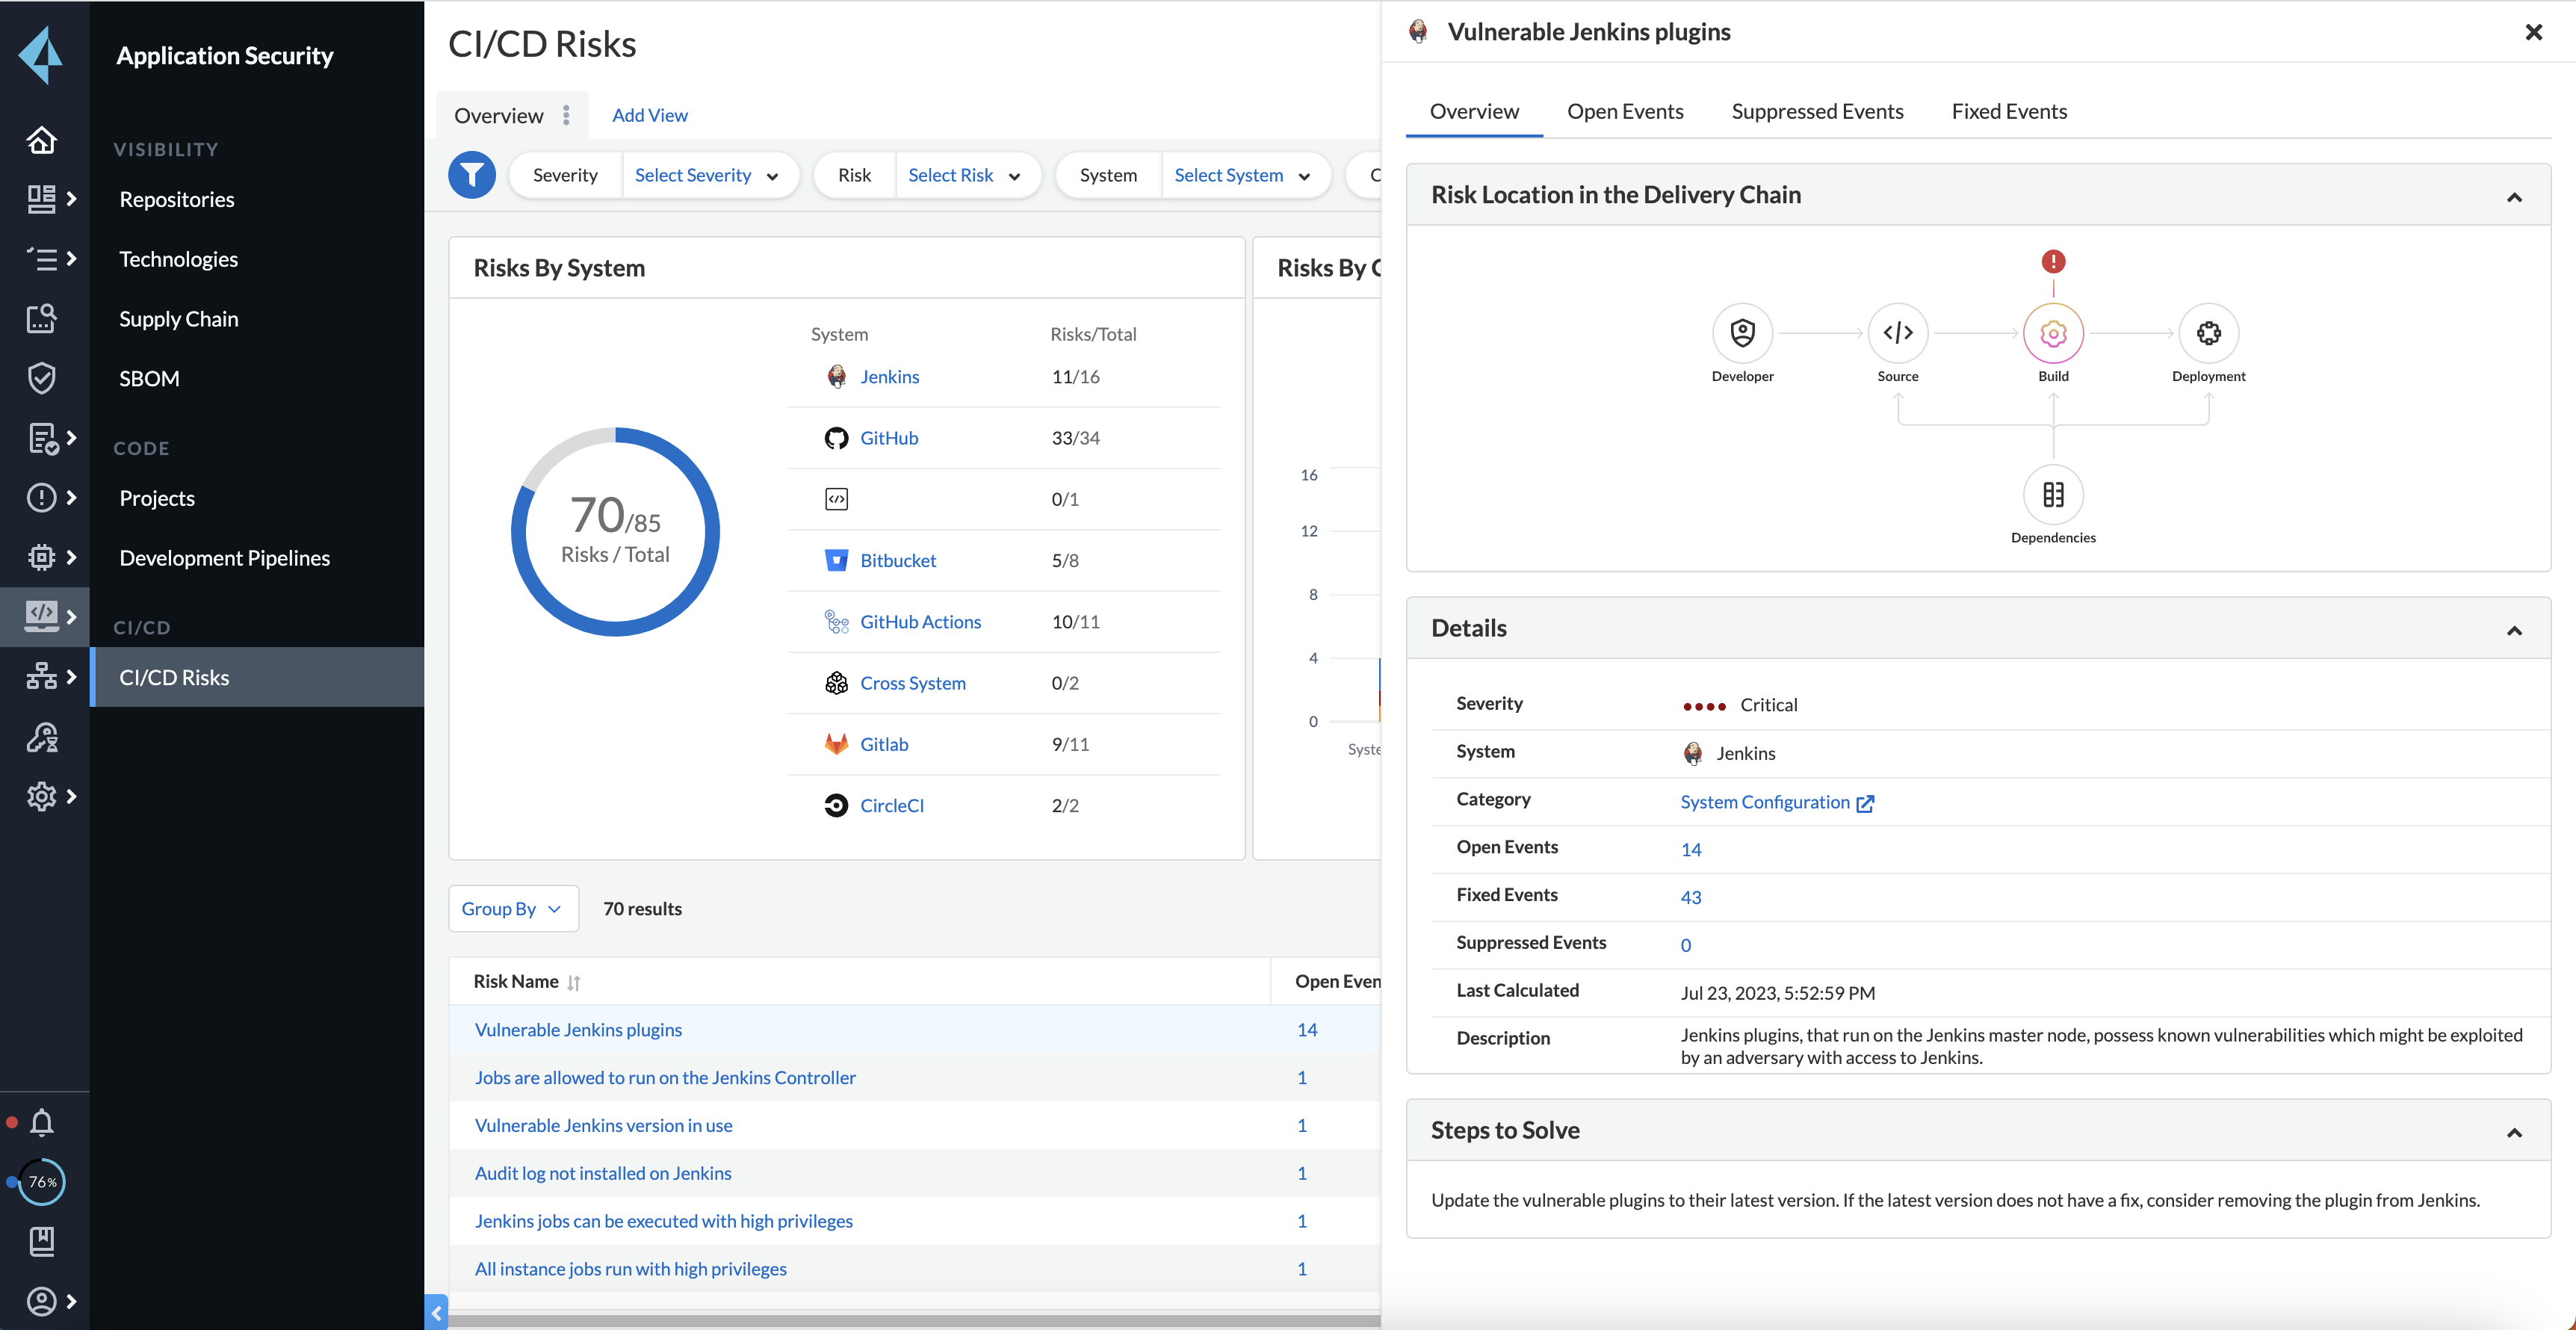 Application Security
VISIBILITY
Repositories
Technologies
Supply Chain
SBOM
CODE
Projects
Development Pipelines
CI/CD
CI/CD Risks
76%
CI/CD Risks
Overview
Add View
Severity
Select Severity
Risk
Select Risk
System
Select System
C
Risks By System
70/85
Risks / Total
System Risks/Total
Jenkins 11/16
GitHub 33/34
0/1
Bitbucket 5/8
GitHub Actions 10/11
Cross System 0/2
Gitlab 9/11
CircleCI 2/2
Risks By C
16
12
8
4
0
Syste
Group By
70 results
Risk Name Open Even
Vulnerable Jenkins plugins 14
Jobs are allowed to run on the Jenkins Controller 1
Vulnerable Jenkins version in use 1
Audit log not installed on Jenkins 1
Jenkins jobs can be executed with high privileges 1
All instance jobs run with high privileges 1
Vulnerable Jenkins plugins
Overview
Open Events
Suppressed Events
Fixed Events
Risk Location in the Delivery Chain
Developer
Source
Build
Deployment
Dependencies
Details
Severity Critical
System Jenkins
Category System Configuration
Open Events 14
Fixed Events 43
Suppressed Events 0
Last Calculated Jul 23, 2023, 5:52:59 PM
Description Jenkins plugins, that run on the Jenkins master node, possess known vulnerabilities which might be exploited
by an adversary with access to Jenkins.
Steps to Solve
Update the vulnerable plugins to their latest version. If the latest version does not have a fix, consider removing the plugin from Jenkins.